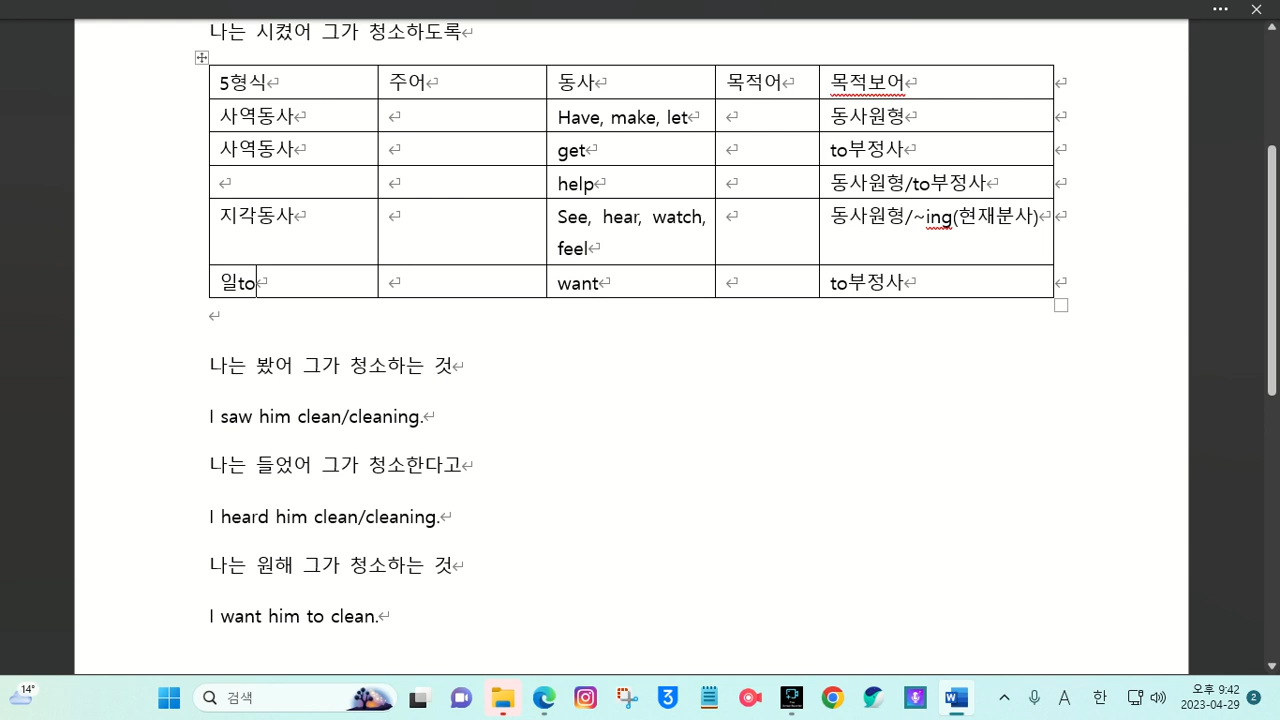 나는 시켰어 그가 청소하도록
5형식 주어 동사 목적어 목적보어
사역동사 Have, make, let 동사원형
사역동사 get to부정사
help 동사원형/to부정사
지각동사 See, hear, watch, 동사원형/~ing(현재분사)
feel
일to want to부정사
나는 봤어 그가 청소하는 것
I saw him clean/cleaning.
나는 들었어 그가 청소한다고
I heard him clean/cleaning.
나는 원해 그가 청소하는 것
I want him to clean.
14°
검색
A
한
오후 9:42
2023-04-29
2